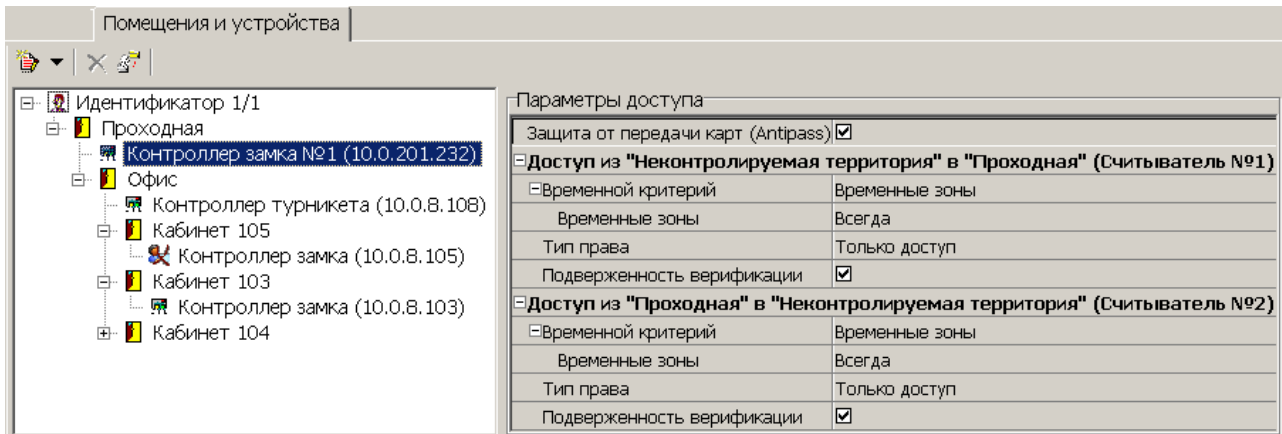 Помещения и устройства
Идентификатор 1/1
Проходная
Контроллер замка №1 (10.0.201.232)
Офис
Контроллер турникета (10.0.8.108)
Кабинет 105
Контроллер замка (10.0.8.105)
Кабинет 103
Контроллер замка (10.0.8.103)
Кабинет 104
Параметры доступа
Защита от передачи карт (Antipass)
Доступ из "Неконтролируемая территория" в "Проходная" (Считыватель №1)
Временной критерий Временные зоны
Временные зоны Всегда
Тип права Только доступ
Подверженность верификации
Доступ из "Проходная" в "Неконтролируемая территория" (Считыватель №2)
Временной критерий Временные зоны
Временные зоны Всегда
Тип права Только доступ
Подверженность верификации